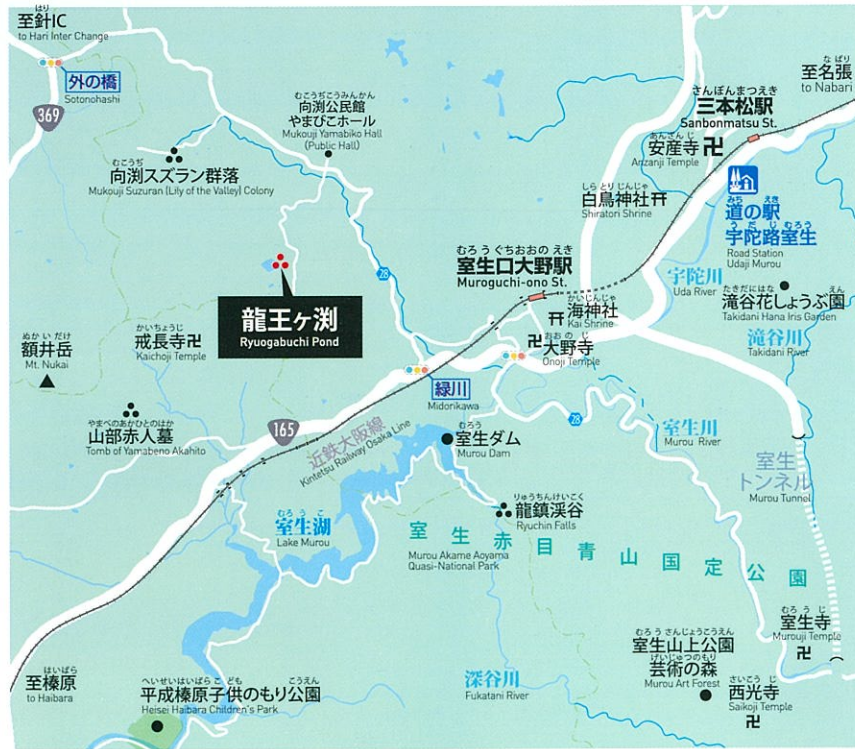 はり
至針IC
to Hari Inter Change
外の橋
Sotonohashi
369
むこうぢこうみんかん
向渕公民館
やまびこホール
Mukouji Yamabiko Hall
(Public Hall)
むこうぢ
向渕スズラン群落
Mukouji Suzuran (Lily of the Valley) Colony
なばり
至名張
to Nabari
さんぼんまつえき
三本松駅
Sanbonmatsu St.
あんさんじ
安産寺
Anzanji Temple
しらとりじんじゃ
白鳥神社
Shiratori Shrine
みち えき
道の駅
うだじ むろう
宇陀路室生
Road Station
Udaji Murou
むろうぐちおおの えき
室生口大野駅
Muroguchi-ono St.
28
宇陀川
Uda River
たきだにはな えん
滝谷花しょうぶ園
Takidani Hana Iris Garden
滝谷川
Takidani River
龍王ヶ渕
Ryuogabuchi Pond
かいじんじゃ
海神社
Kai Shrine
おおの じ
大野寺
Onoji Temple
ぬかいだけ
額井岳
Mt. Nukai
かいちょうじ
戒長寺
Kaichoji Temple
緑川
Midorikawa
やまべのあかひとのはか
山部赤人墓
Tomb of Yamabeno Akahito
165
近鉄大阪線
Kintetsu Railway Osaka Line
むろう
室生ダム
Murou Dam
28
室生川
Murou River
室生
トンネル
Murou Tunnel
むろうこ
室生湖
Lake Murou
りゅうちんけいこく
龍鎮渓谷
Ryuchin Falls
室生赤目青山国定公園
Murou Akame Aoyama
Quasi-National Park
むろうじ
室生寺
Murouji Temple
むろうさんじょうこうえん
室生山上公園
げいじゅつのもり
芸術の森
Murou Art Forest
さいこうじ
西光寺
Saikoji Temple
深谷川
Fukatani River
はいばら
至榛原
to Haibara
へいせいはいばらこども こうえん
平成榛原子供のもり公園
Heisei Haibara Children's Park